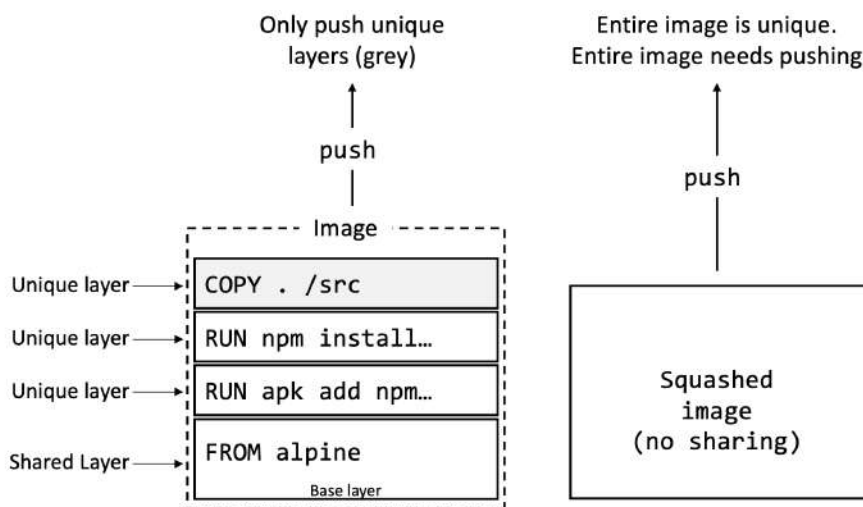 Only push unique
layers (grey)
push
Image
Unique layer
COPY . /src
Unique layer
RUN npm install…
Unique layer
RUN apk add npm…
Shared Layer
FROM alpine
Base layer
Entire image is unique.
Entire image needs pushing
push
Squashed
image
(no sharing)